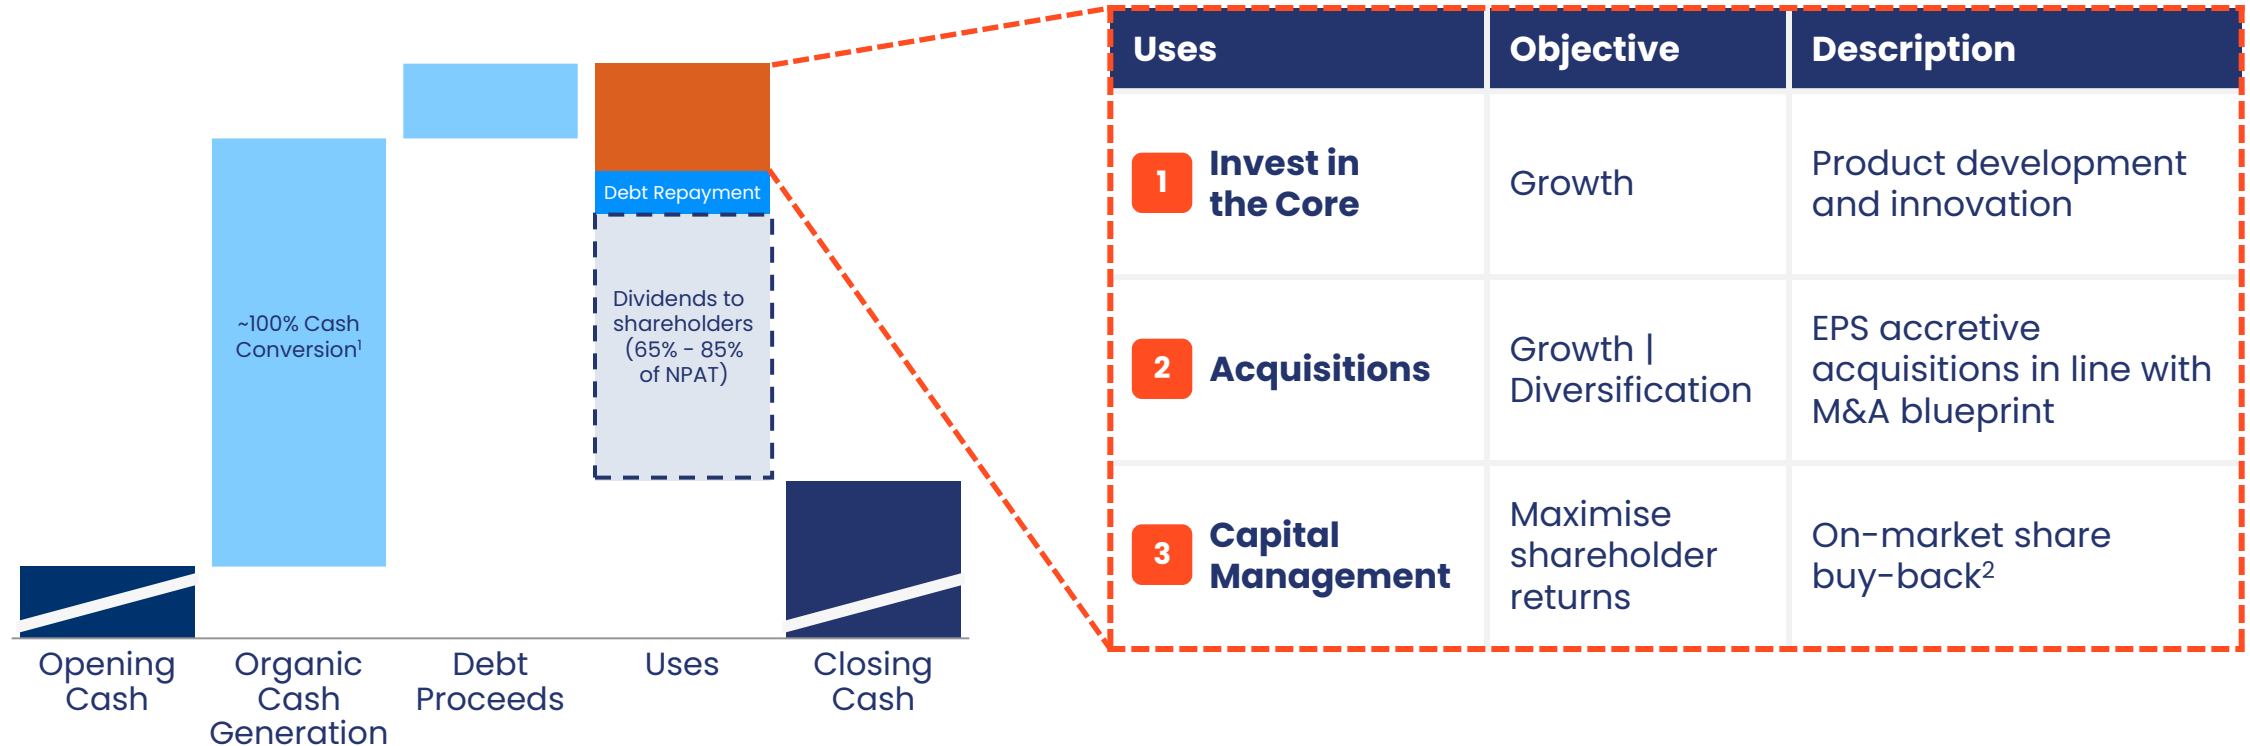 Debt Repayment
Dividends to
shareholders
(65% - 85%
of NPAT)
~100% Cash
Conversion¹
Opening
Cash
Organic
Cash
Generation
Debt
Proceeds
Uses
Closing
Cash
Uses
Objective
Description
1
Invest in
the Core
Growth
Product development
and innovation
2
Acquisitions
Growth |
Diversification
EPS accretive
acquisitions in line with
M&A blueprint
3
Capital
Management
Maximise
shareholder
returns
On-market share
buy-back²